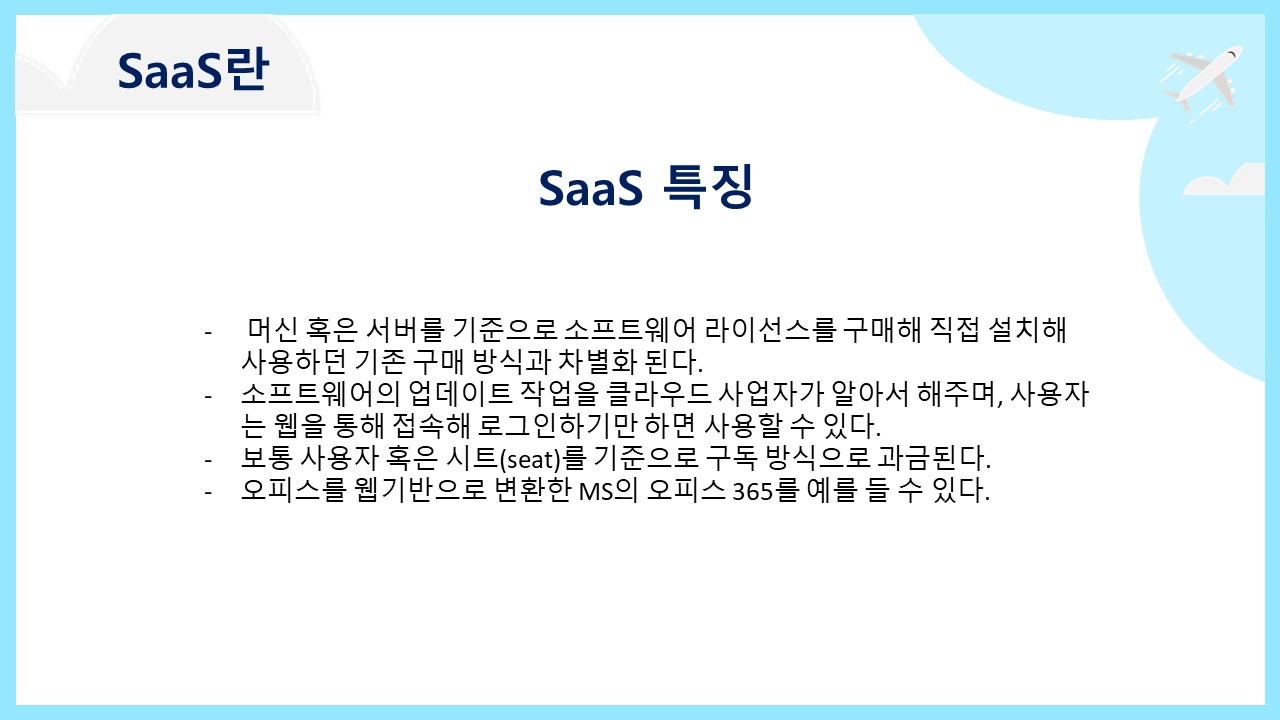 SaaS란
SaaS 특징
- 머신 혹은 서버를 기준으로 소프트웨어 라이선스를 구매해 직접 설치해
사용하던 기존 구매 방식과 차별화 된다.
- 소프트웨어의 업데이트 작업을 클라우드 사업자가 알아서 해주며, 사용자
는 웹을 통해 접속해 로그인하기만 하면 사용할 수 있다.
- 보통 사용자 혹은 시트(seat)를 기준으로 구독 방식으로 과금된다.
- 오피스를 웹기반으로 변환한 MS의 오피스 365를 예를 들 수 있다.